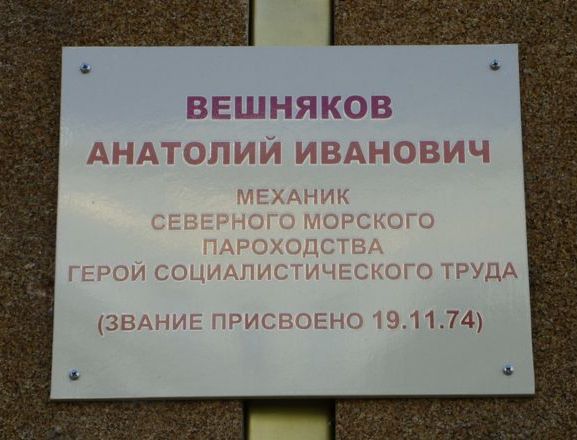 ВЕШНЯКОВ
АНАТОЛИЙ ИВАНОВИЧ
МЕХАНИК
СЕВЕРНОГО МОРСКОГО
ПАРОХОДСТВА
ГЕРОЙ СОЦИАЛИСТИЧЕСКОГО ТРУДА
(ЗВАНИЕ ПРИСВОЕНО 19.11.74)